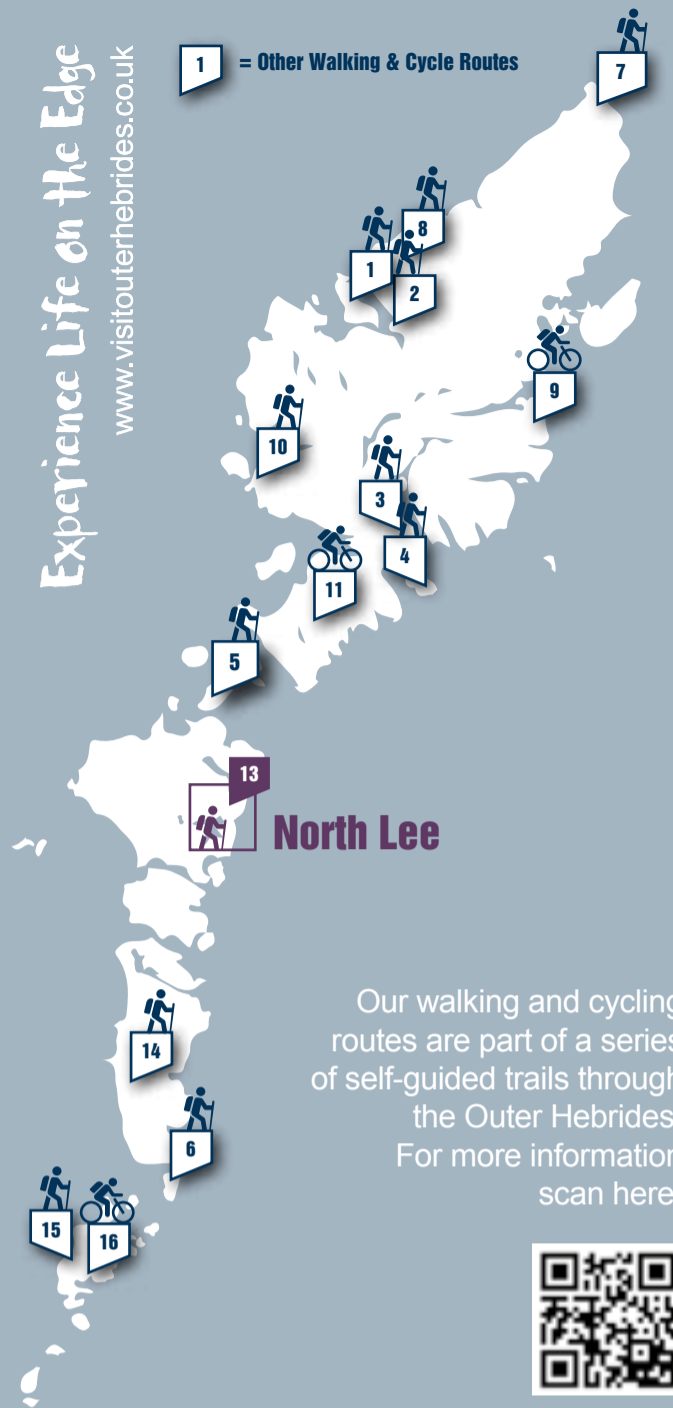 Experience Life on the Edge
www.visitouterhebrides.co.uk
1 = Other Walking & Cycle Routes
7
8
1
2
9
10
3
4
11
5
13
North Lee
14
6
15
16
Our walking and cycling
routes are part of a series
of self-guided trails through
the Outer Hebrides
For more information
scan here